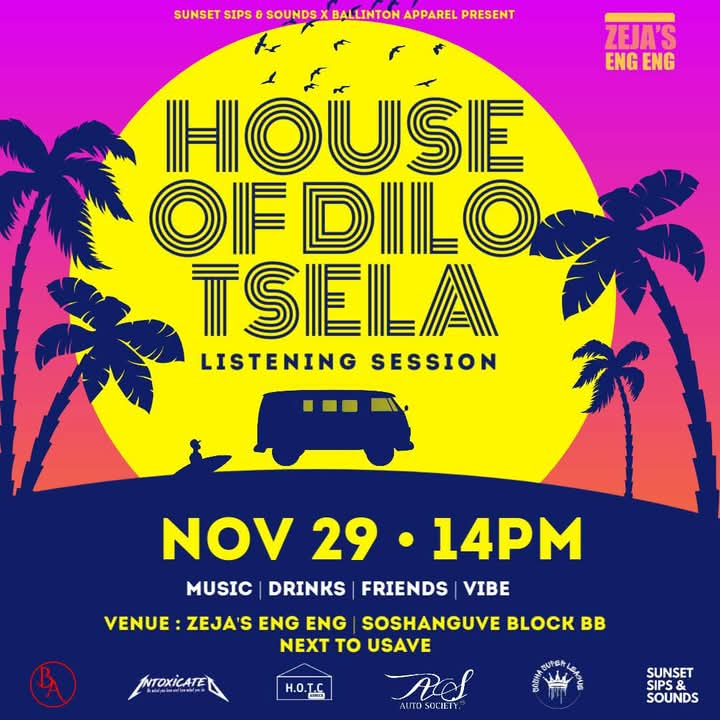 SUNSET SIPS & SOUNDS X BALLINTON APPAREL PRESENT
ZEJA'S
ENG ENG
HOUSE
OF DILO
TSELA
LISTENING SESSION
NOV 29 • 14PM
MUSIC | DRINKS | FRIENDS | VIBE
VENUE : ZEJA'S ENG ENG | SOSHANGUVE BLOCK BB
NEXT TO USAVE
BA
INTOXICATED
H.O.T.C
ACS
AUTO SOCIETY
SUNSET
SIPS &
SOUNDS